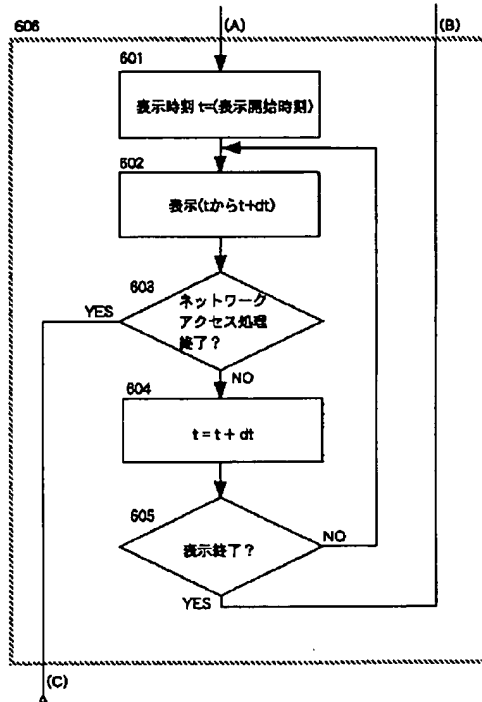 606
(A)
(B)
601
表示時刻 t=(表示開始時刻)
602
表示(tからt+dt)
603
ネットワーク
アクセス処理
終了?
YES
NO
604
t = t + dt
605
表示終了?
NO
YES
(C)